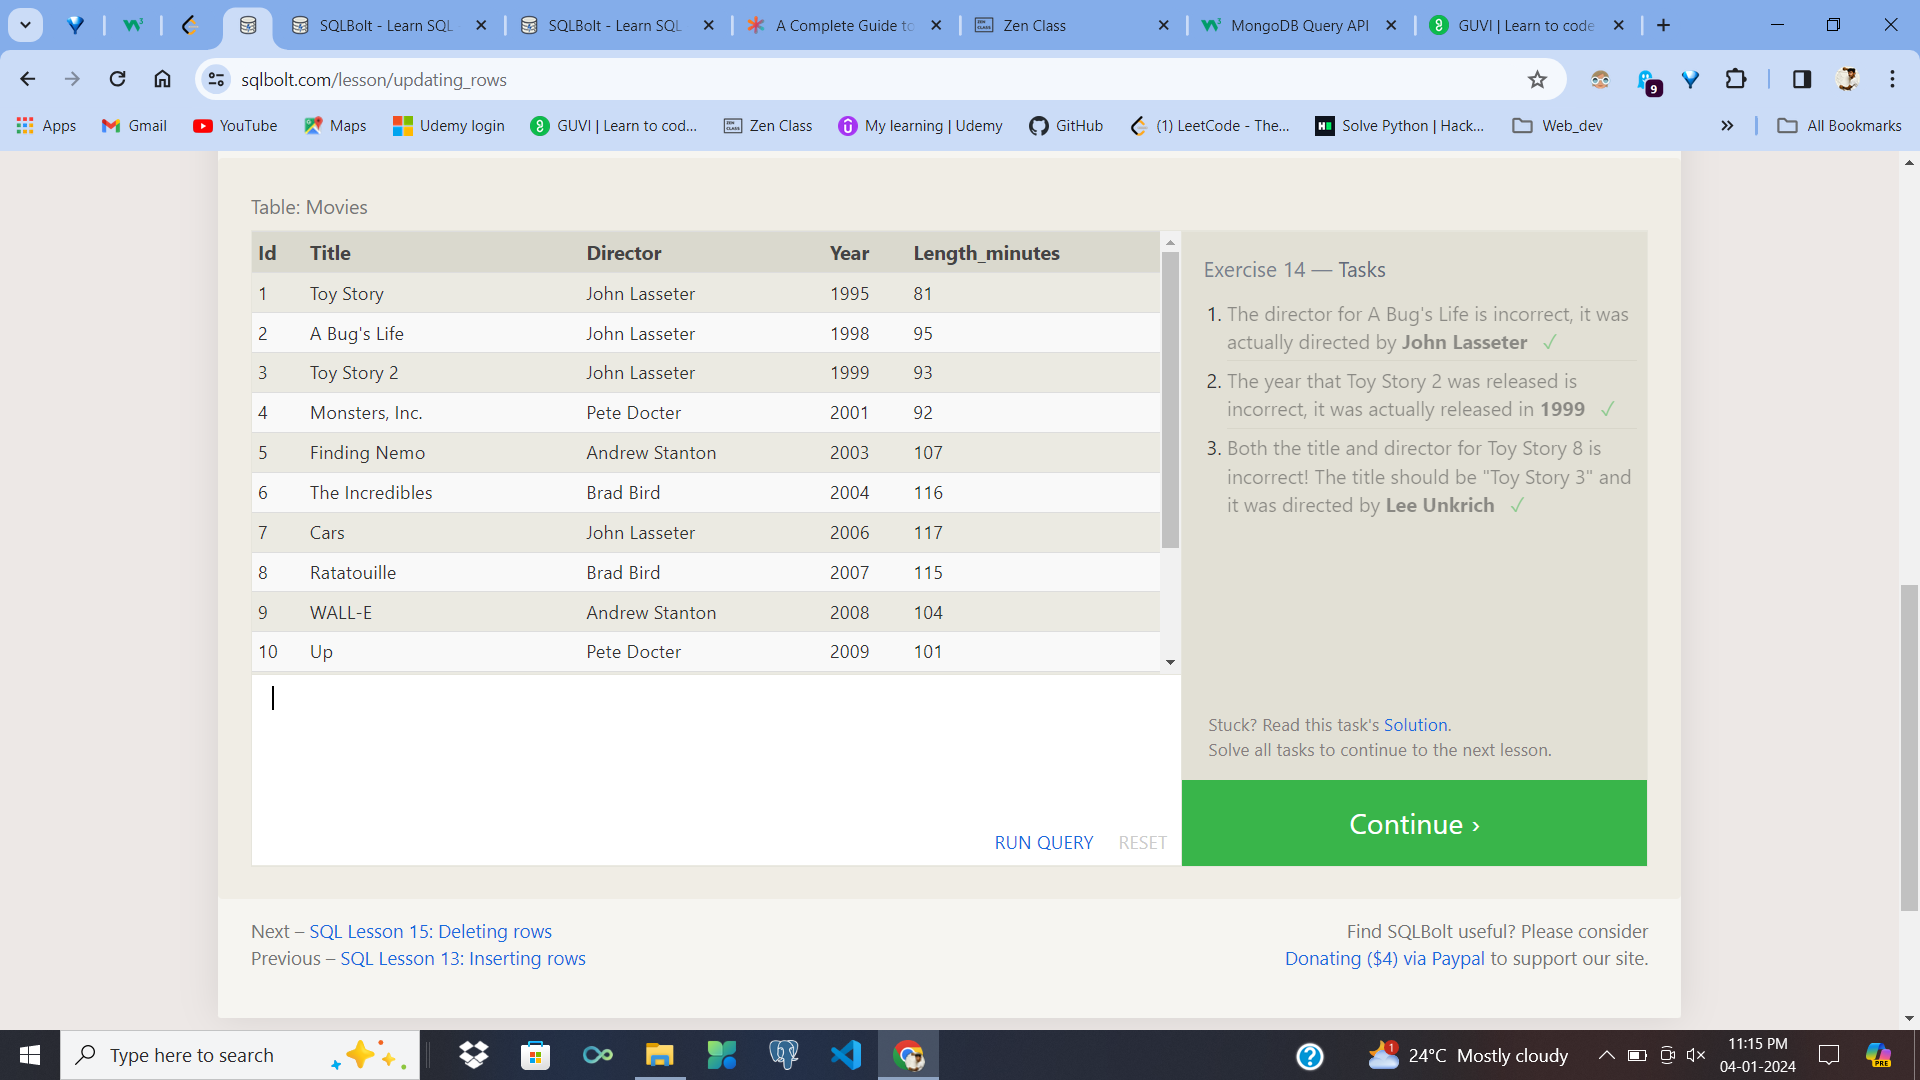 SQLBolt - Learn SQL
SQLBolt - Learn SQL
A Complete Guide to
Zen Class
MongoDB Query API
GUVI | Learn to code
sqlbolt.com/lesson/updating_rows
9
Apps
Gmail
YouTube
Maps
Udemy login
GUVI | Learn to cod...
Zen Class
My learning | Udemy
GitHub
(1) LeetCode - The...
Solve Python | Hack...
Web_dev
All Bookmarks
Table: Movies
Id Title Director Year Length_minutes
1 Toy Story John Lasseter 1995 81
2 A Bug's Life John Lasseter 1998 95
3 Toy Story 2 John Lasseter 1999 93
4 Monsters, Inc. Pete Docter 2001 92
5 Finding Nemo Andrew Stanton 2003 107
6 The Incredibles Brad Bird 2004 116
7 Cars John Lasseter 2006 117
8 Ratatouille Brad Bird 2007 115
9 WALL-E Andrew Stanton 2008 104
10 Up Pete Docter 2009 101
RUN QUERY RESET
Exercise 14 — Tasks
1. The director for A Bug's Life is incorrect, it was
actually directed by John Lasseter ✓
2. The year that Toy Story 2 was released is
incorrect, it was actually released in 1999 ✓
3. Both the title and director for Toy Story 8 is
incorrect! The title should be "Toy Story 3" and
it was directed by Lee Unkrich ✓
Stuck? Read this task's Solution.
Solve all tasks to continue to the next lesson.
Continue ›
Next – SQL Lesson 15: Deleting rows
Previous – SQL Lesson 13: Inserting rows
Find SQLBolt useful? Please consider
Donating ($4) via Paypal to support our site.
Type here to search
1
24°C Mostly cloudy
11:15 PM
04-01-2024
PRE